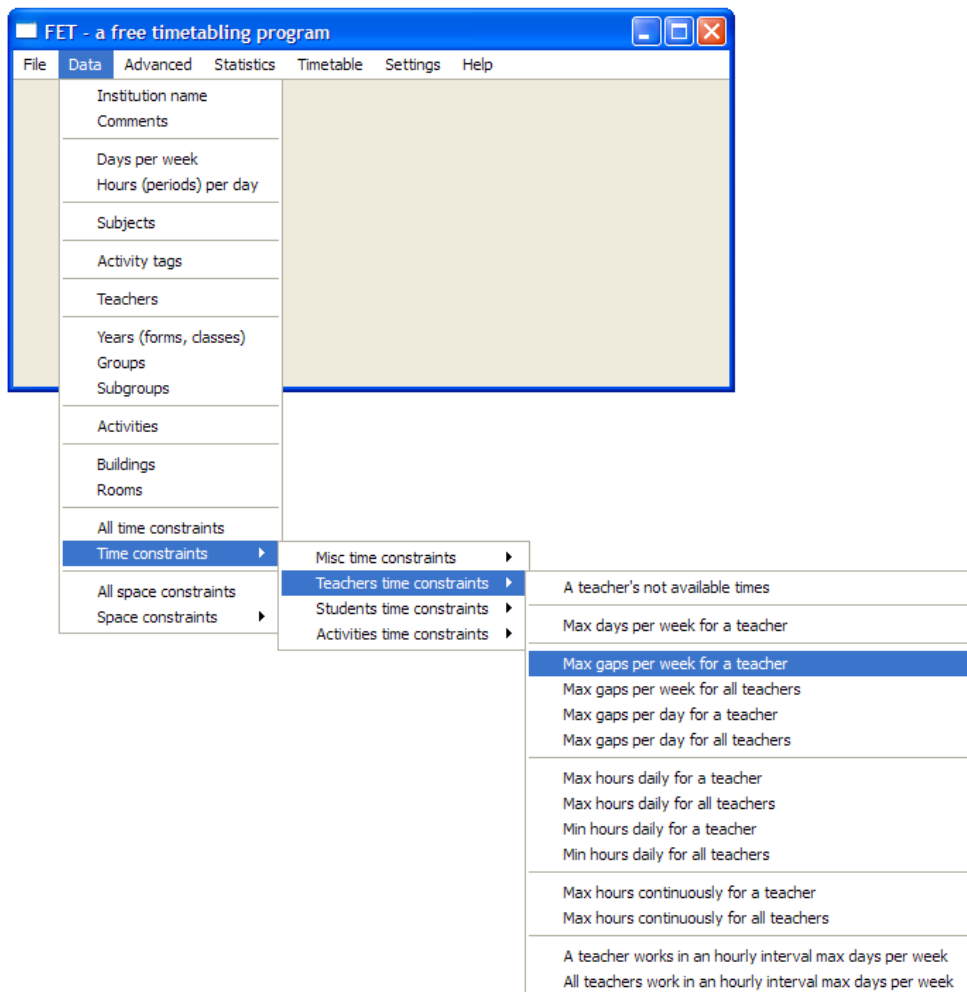 FET - a free timetabling program
File Data Advanced Statistics Timetable Settings Help
Institution name
Comments
Days per week
Hours (periods) per day
Subjects
Activity tags
Teachers
Years (forms, classes)
Groups
Subgroups
Activities
Buildings
Rooms
All time constraints
Time constraints
All space constraints
Space constraints
Misc time constraints
Teachers time constraints
Students time constraints
Activities time constraints
A teacher's not available times
Max days per week for a teacher
Max gaps per week for a teacher
Max gaps per week for all teachers
Max gaps per day for a teacher
Max gaps per day for all teachers
Max hours daily for a teacher
Max hours daily for all teachers
Min hours daily for a teacher
Min hours daily for all teachers
Max hours continuously for a teacher
Max hours continuously for all teachers
A teacher works in an hourly interval max days per week
All teachers work in an hourly interval max days per week